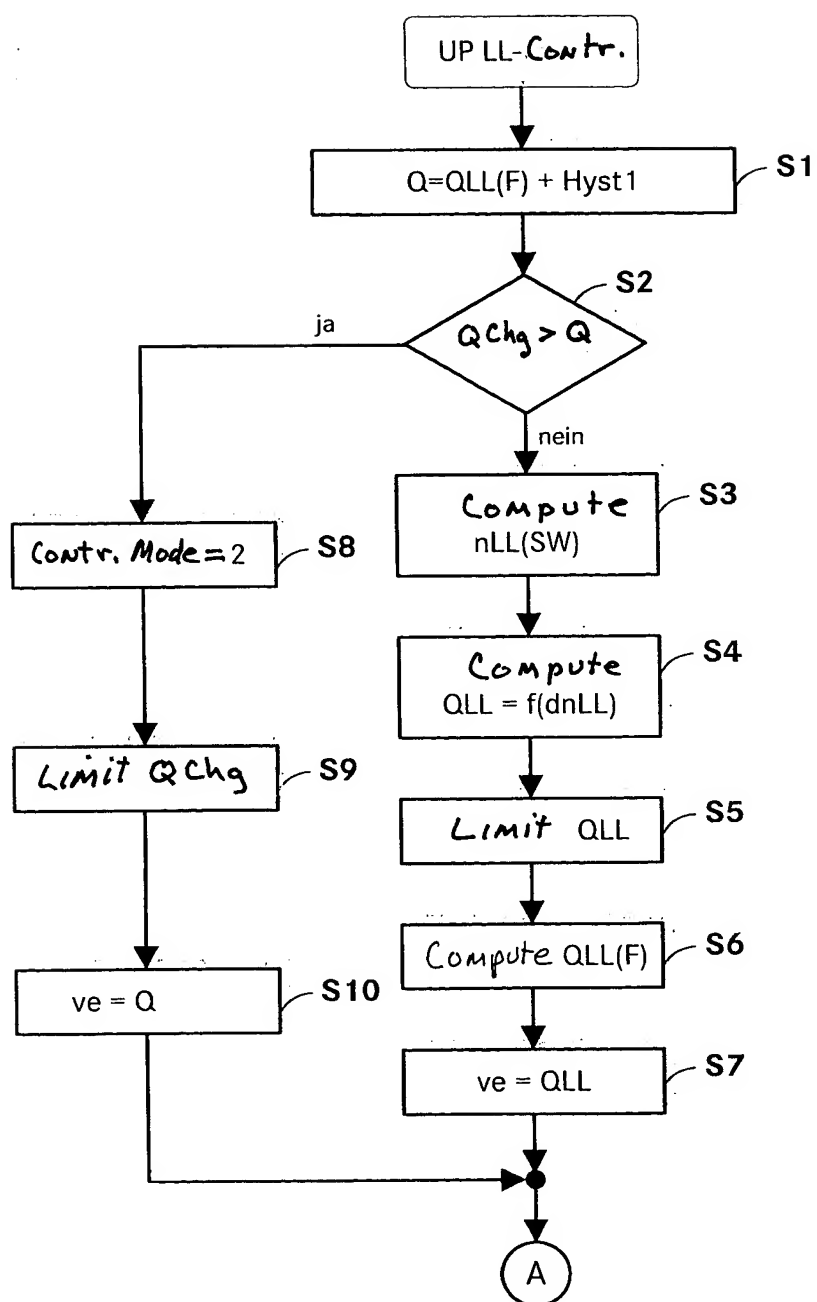 UP LL-Contr.
Q=QLL(F) + Hyst1
S1
S2
QChg > Q
ja
nein
Compute
nLL(SW)
S3
Contr. Mode = 2
S8
Compute
QLL = f(dnLL)
S4
Limit QChg
S9
Limit QLL
S5
Compute QLL(F)
S6
ve = Q
S10
ve = QLL
S7
A